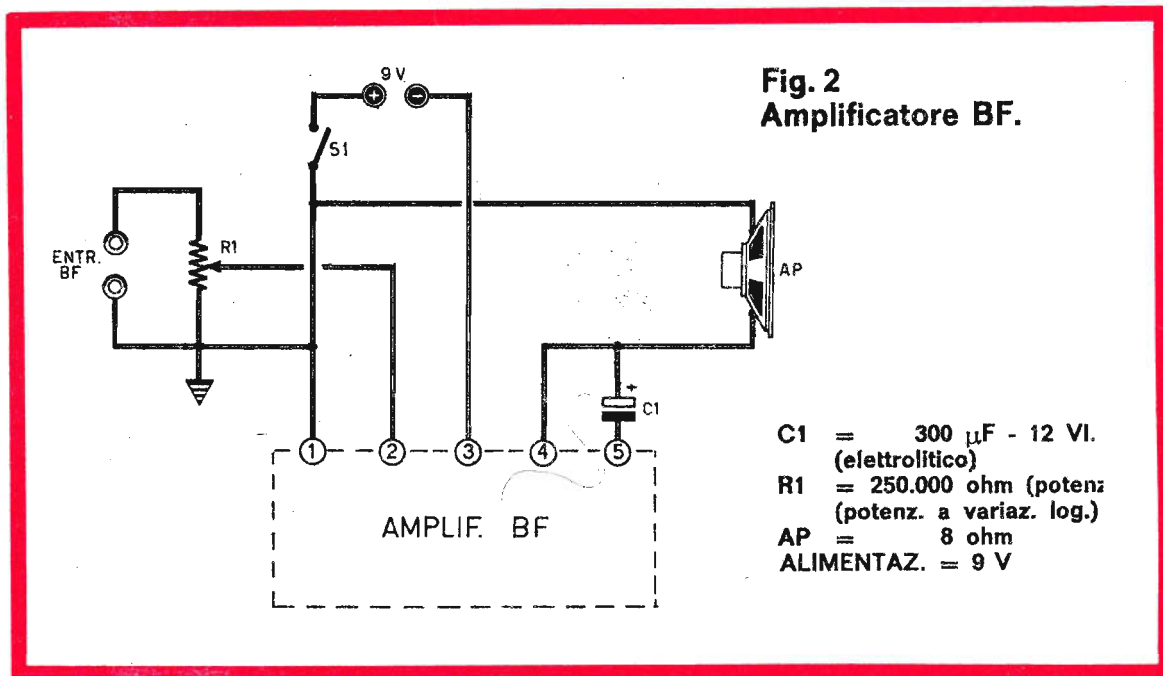 Fig. 2
Amplificatore BF.
9 V
+ -
S1
ENTR.
BF
R1
AP
+
C1
1 2 3 4 5
AMPLIF. BF
C1 = 300 μF - 12 Vl.
(elettrolitico)
R1 = 250.000 ohm (potenz
(potenz. a variaz. log.)
AP = 8 ohm
ALIMENTAZ. = 9 V